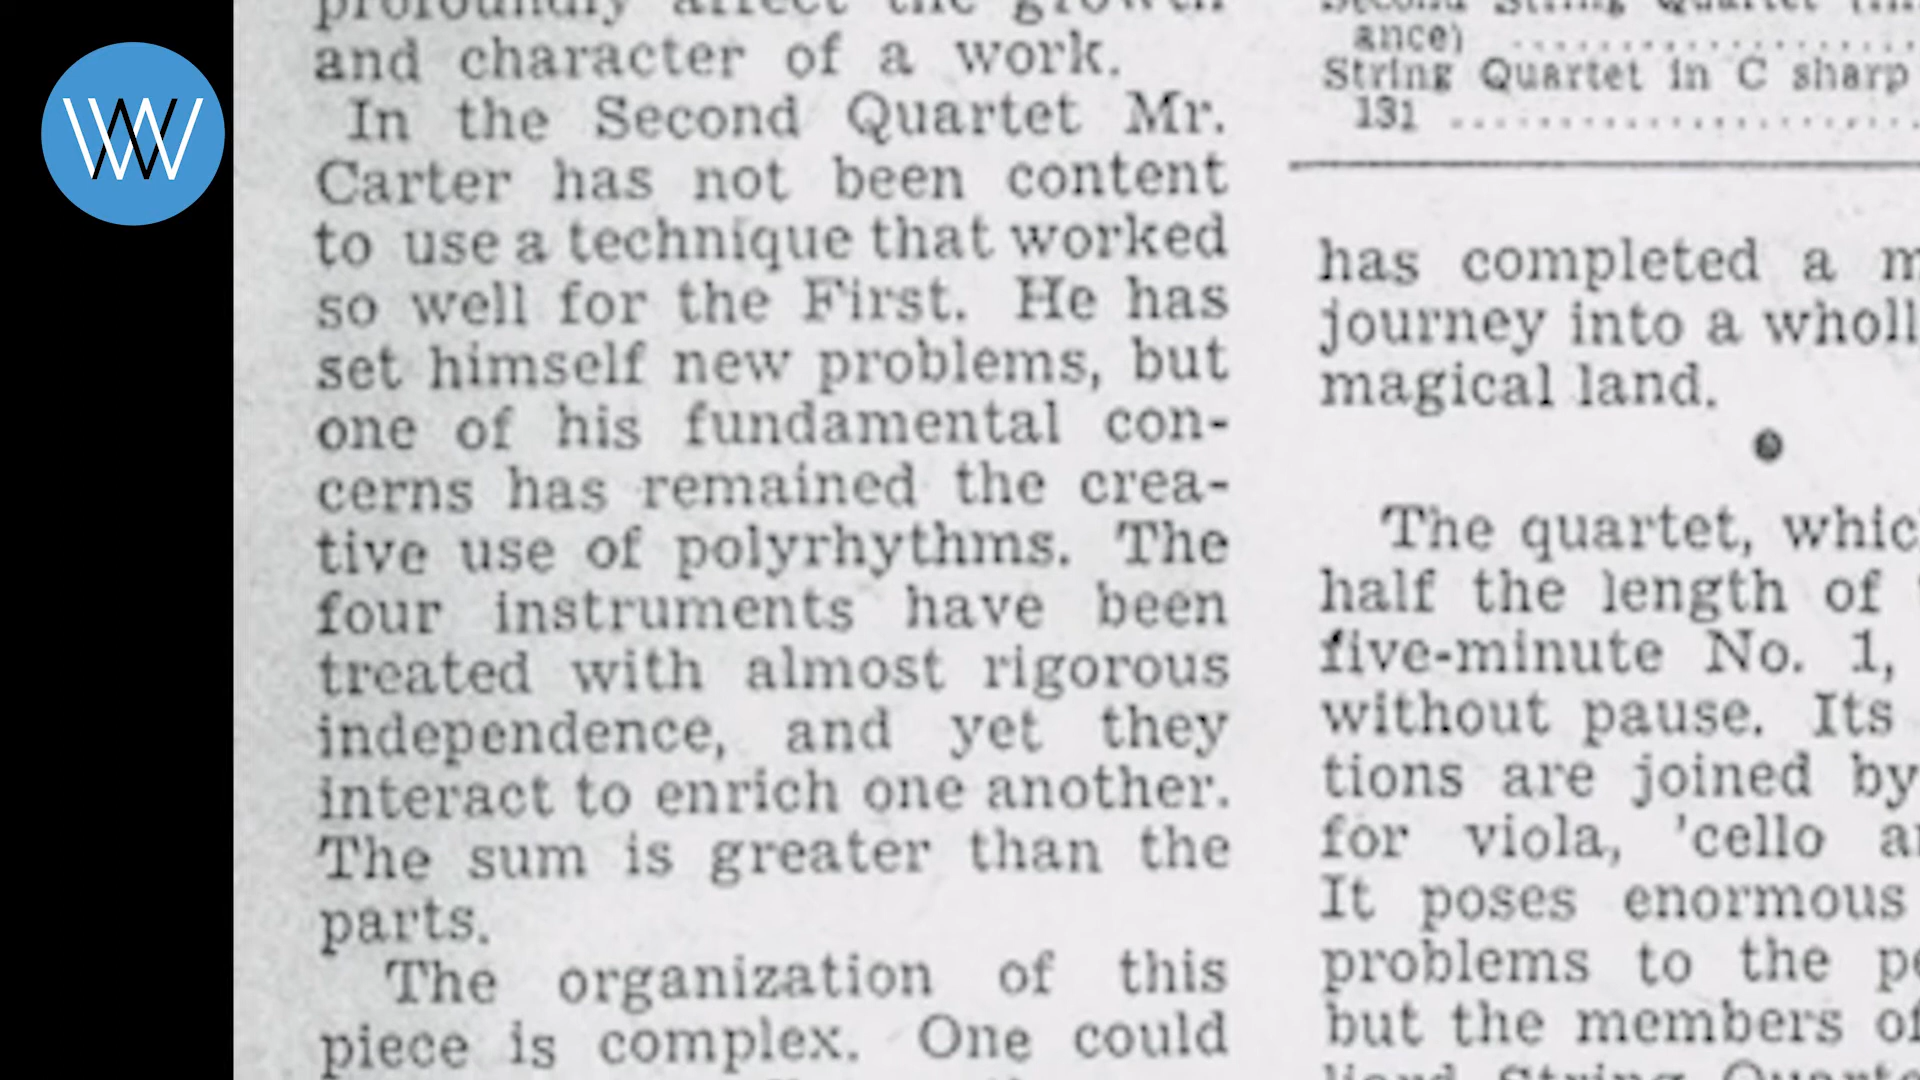 W
profoundly affect the growth
and character of a work.
In the Second Quartet Mr.
Carter has not been content
to use a technique that worked
so well for the First. He has
set himself new problems, but
one of his fundamental con-
cerns has remained the crea-
tive use of polyrhythms. The
four instruments have been
treated with almost rigorous
independence, and yet they
interact to enrich one another.
The sum is greater than the
parts.
The organization of this
piece is complex. One could
Second String Quartet
ance) ........................
String Quartet in C sharp
131 ........................
has completed a
journey into a
magical land.
The quartet,
half the length of
five-minute No. 1,
without pause. Its
tions are joined by
for viola, 'cello
It poses enormous
problems to the
but the members
String